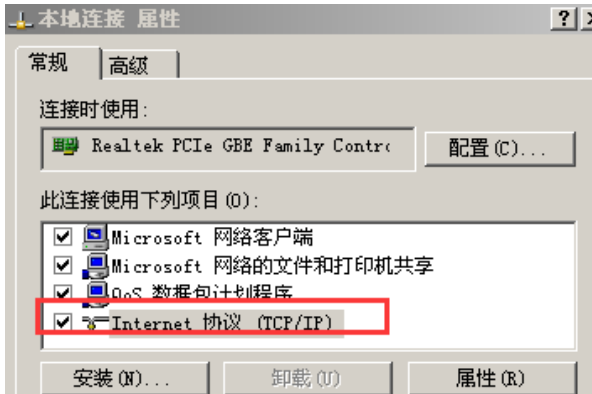 本地连接 属性
常规 高级
连接时使用:
Realtek PCIe GBE Family Contro
配置(C)...
此连接使用下列项目(O):
Microsoft 网络客户端
Microsoft 网络的文件和打印机共享
QoS 数据包计划程序
Internet 协议 (TCP/IP)
安装(N)... 卸载(U) 属性(R)